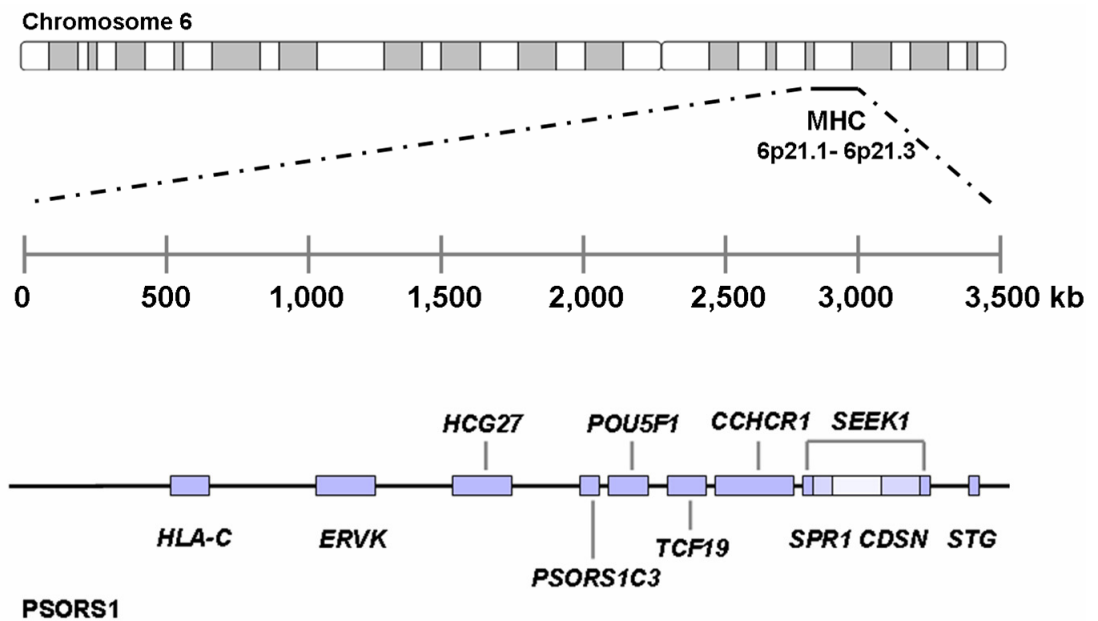 Chromosome 6
MHC
6p21.1- 6p21.3
0 500 1,000 1,500 2,000 2,500 3,000 3,500 kb
HCG27 POU5F1 CCHCR1 SEEK1
HLA-C ERVK TCF19 SPR1 CDSN STG
PSORS1C3
PSORS1